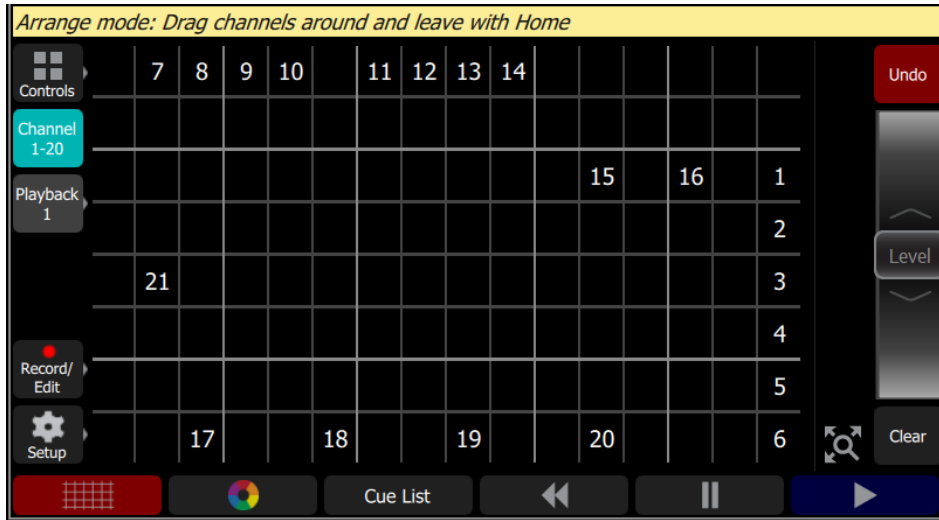 Arrange mode: Drag channels around and leave with Home
Controls
7 8 9 10 11 12 13 14
Undo
Channel
1-20
15 16 1
Playback
1
2
Level
21 3
4
Record/
Edit
5
Setup
17 18 19 20 6
Clear
Cue List